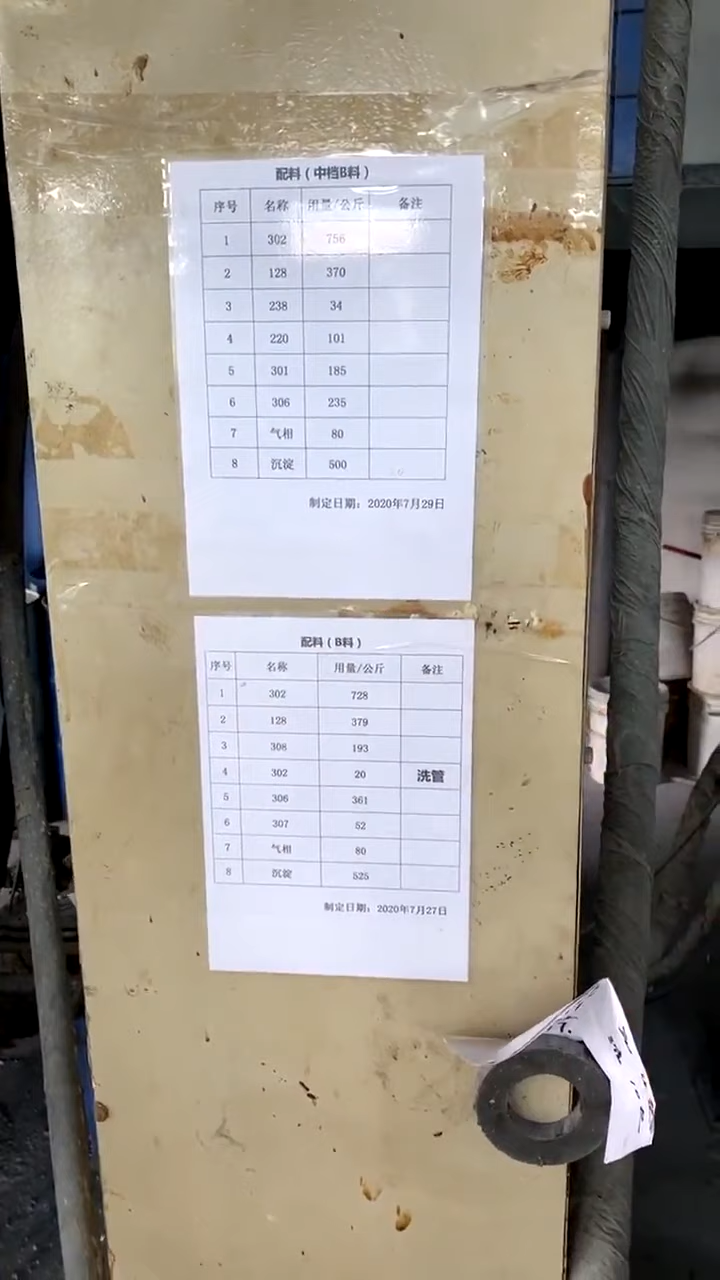 配料（中档B料）
序号 名称 用量/公斤 备注
1 302 756
2 128 370
3 238 34
4 220 101
5 301 185
6 306 235
7 气相 80
8 沉淀 500
制定日期：2020年7月29日
配料（B料）
序号 名称 用量/公斤 备注
1 302 728
2 128 379
3 308 193
4 302 20 洗管
5 306 361
6 307 52
7 气相 80
8 沉淀 525
制定日期：2020年7月27日